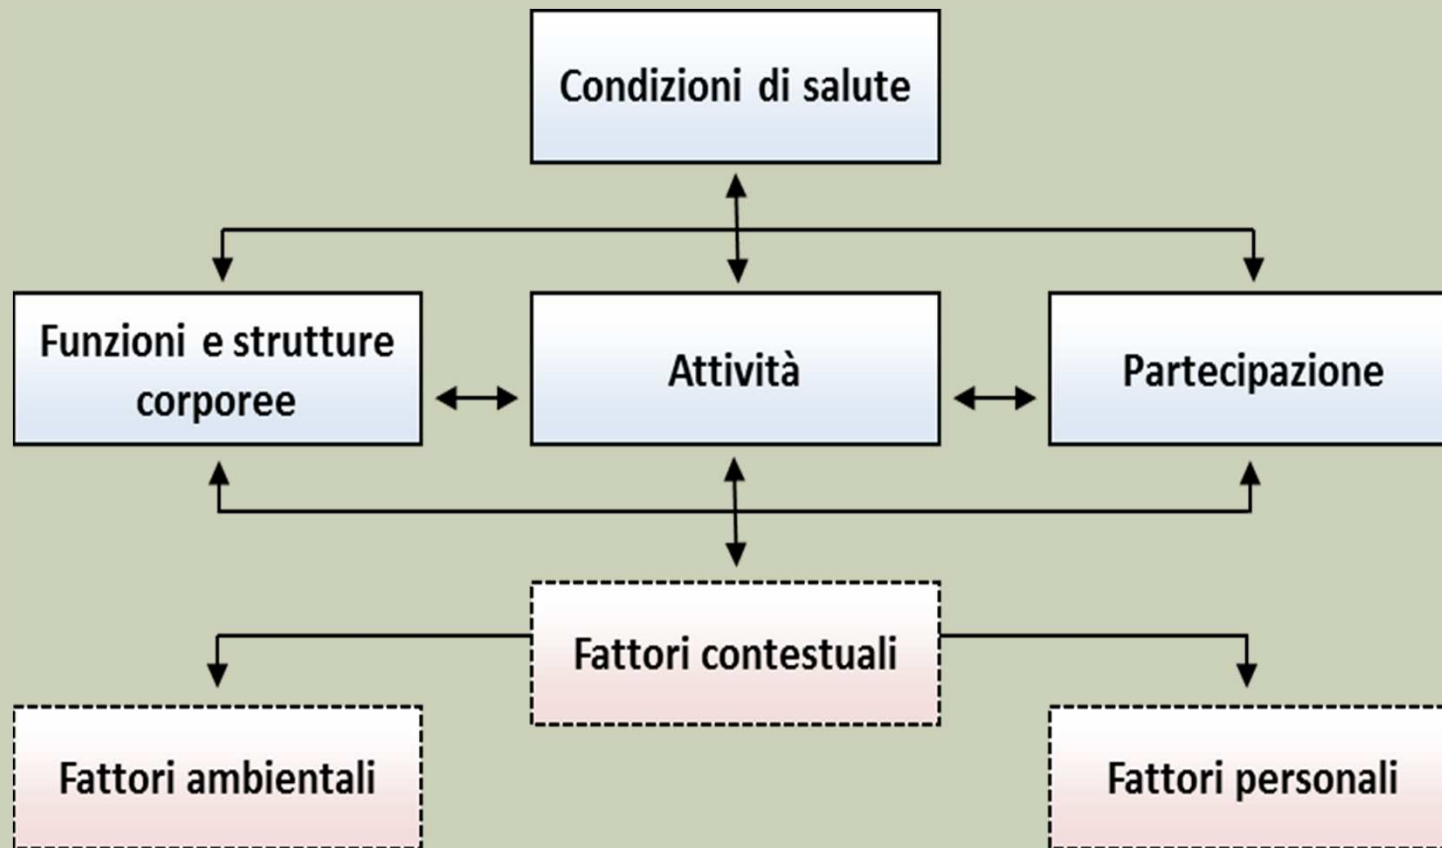 Condizioni di salute
Funzioni e strutture
corporee
Attività
Partecipazione
Fattori contestuali
Fattori ambientali
Fattori personali